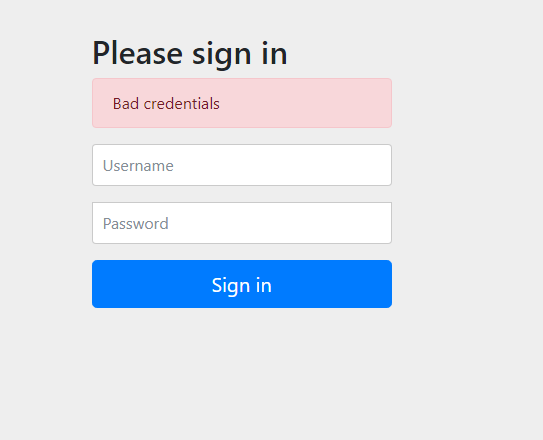 Please sign in
Bad credentials
Username
Password
Sign in